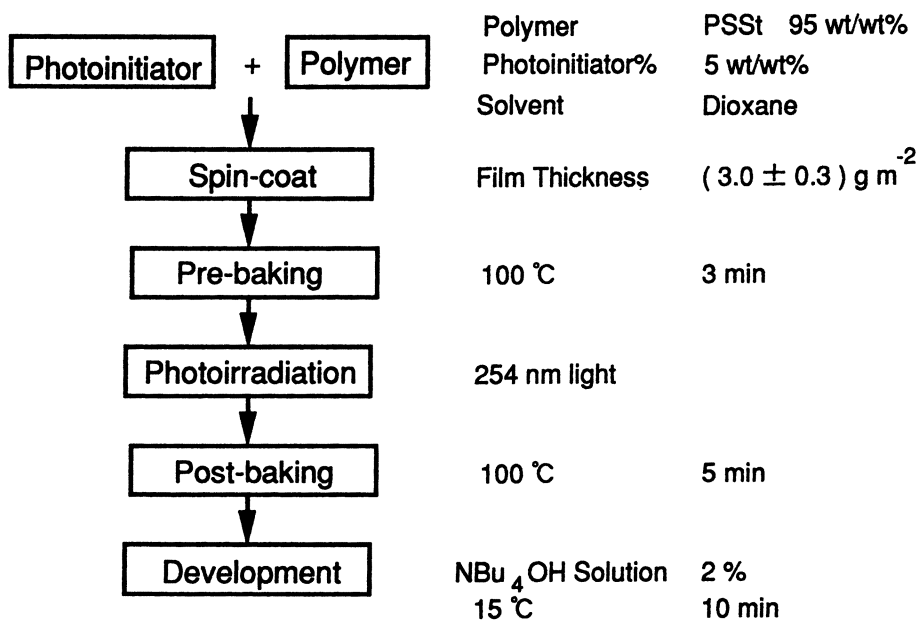 Polymer PSSt 95 wt/wt%
Photoinitiator + Polymer Photoinitiator% 5 wt/wt%
Solvent Dioxane
Spin-coat Film Thickness ( 3.0 ± 0.3 ) g m-2
Pre-baking 100 ℃ 3 min
Photoirradiation 254 nm light
Post-baking 100 ℃ 5 min
Development NBu4OH Solution 2 %
15 ℃ 10 min